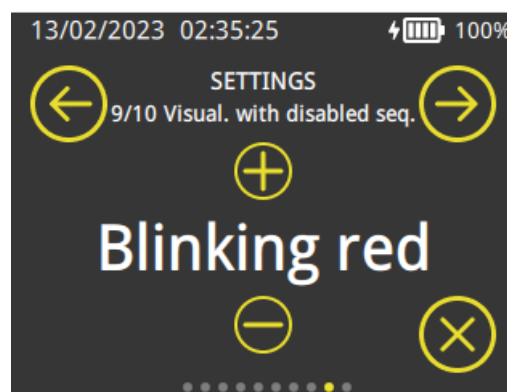 13/02/2023 02:35:25 100%
SETTINGS
9/10 Visual. with disabled seq.
Blinking red